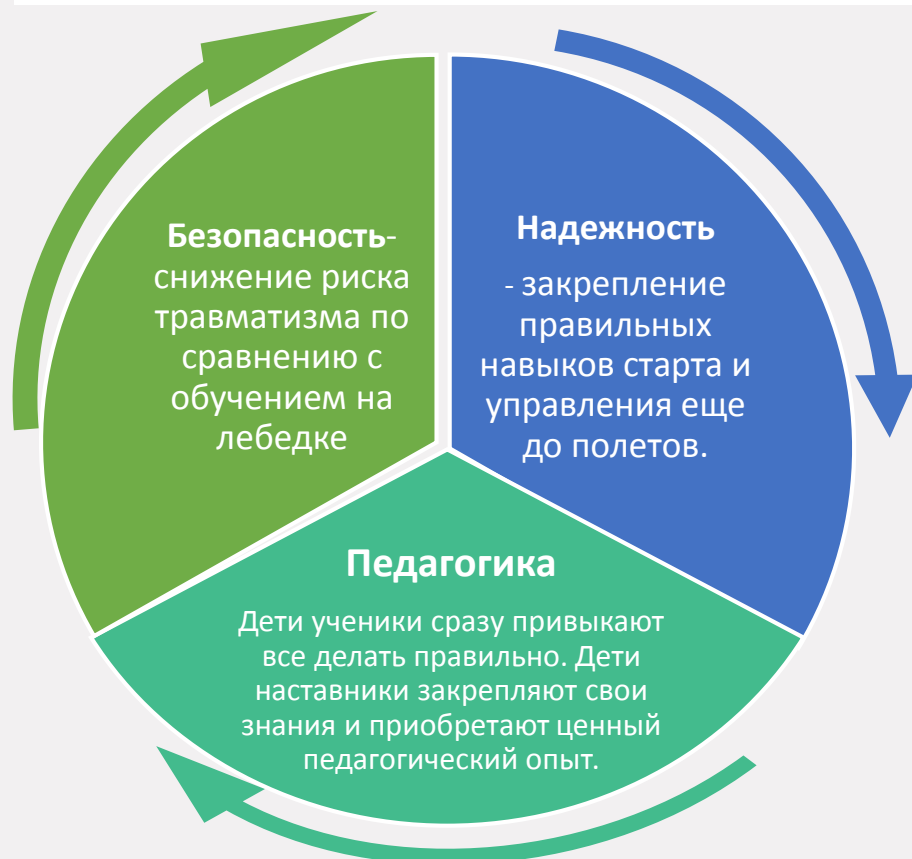 Безопасность-
снижение риска
травматизма по
сравнению с
обучением на
лебедке
Надежность
- закрепление
правильных
навыков старта и
управления еще
до полетов.
Педагогика
Дети ученики сразу привыкают
все делать правильно. Дети
наставники закрепляют свои
знания и приобретают ценный
педагогический опыт.